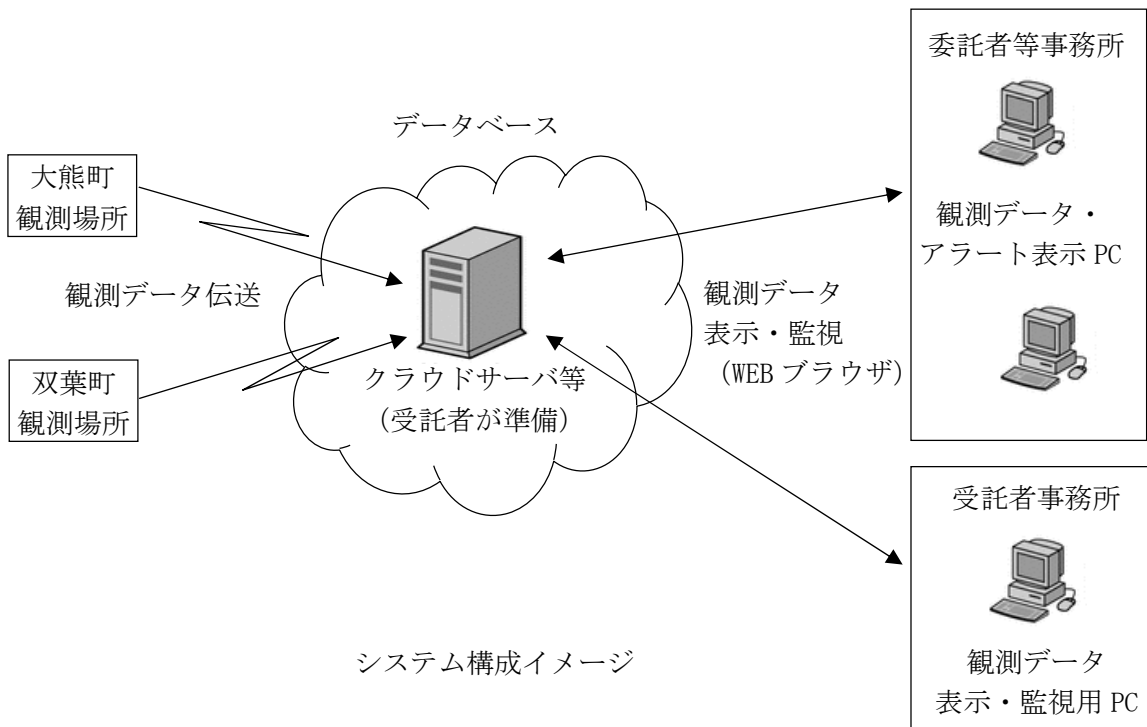 データベース
大熊町
観測場所
観測データ伝送
双葉町
観測場所
クラウドサーバ等
(受託者が準備)
観測データ
表示・監視
(WEB ブラウザ)
委託者等事務所
観測データ・
アラート表示 PC
受託者事務所
観測データ
表示・監視用 PC
システム構成イメージ